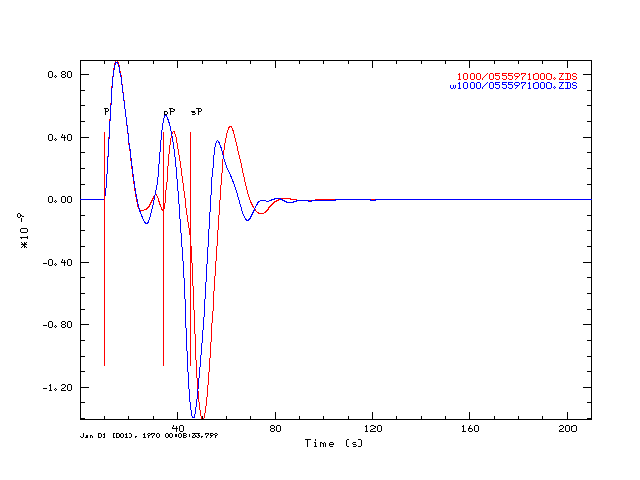 0.80
1000/0555971000.ZDS
w1000/0555971000.ZDS
P pP sP
0.40
0.00
*10 -9
-0.40
-0.80
-1.20
40 80 120 160 200
Jan 01 (001), 1970 00:08:33.799
Time (s)